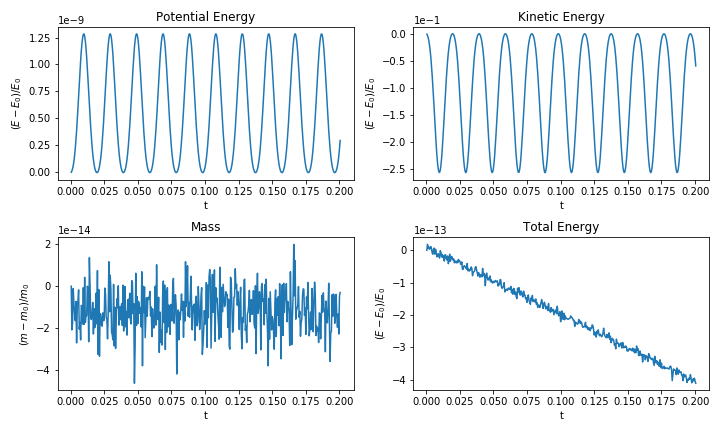 Potential Energy
1e−9
(E − E₀)/E₀
1.25
1.00
0.75
0.50
0.25
0.00
0.000 0.025 0.050 0.075 0.100 0.125 0.150 0.175 0.200
t
Kinetic Energy
1e−1
(E − E₀)/E₀
0.0
−0.5
−1.0
−1.5
−2.0
−2.5
0.000 0.025 0.050 0.075 0.100 0.125 0.150 0.175 0.200
t
Mass
1e−14
(m − m₀)/m₀
2
0
−2
−4
0.000 0.025 0.050 0.075 0.100 0.125 0.150 0.175 0.200
t
Total Energy
1e−13
(E − E₀)/E₀
0
−1
−2
−3
−4
0.000 0.025 0.050 0.075 0.100 0.125 0.150 0.175 0.200
t